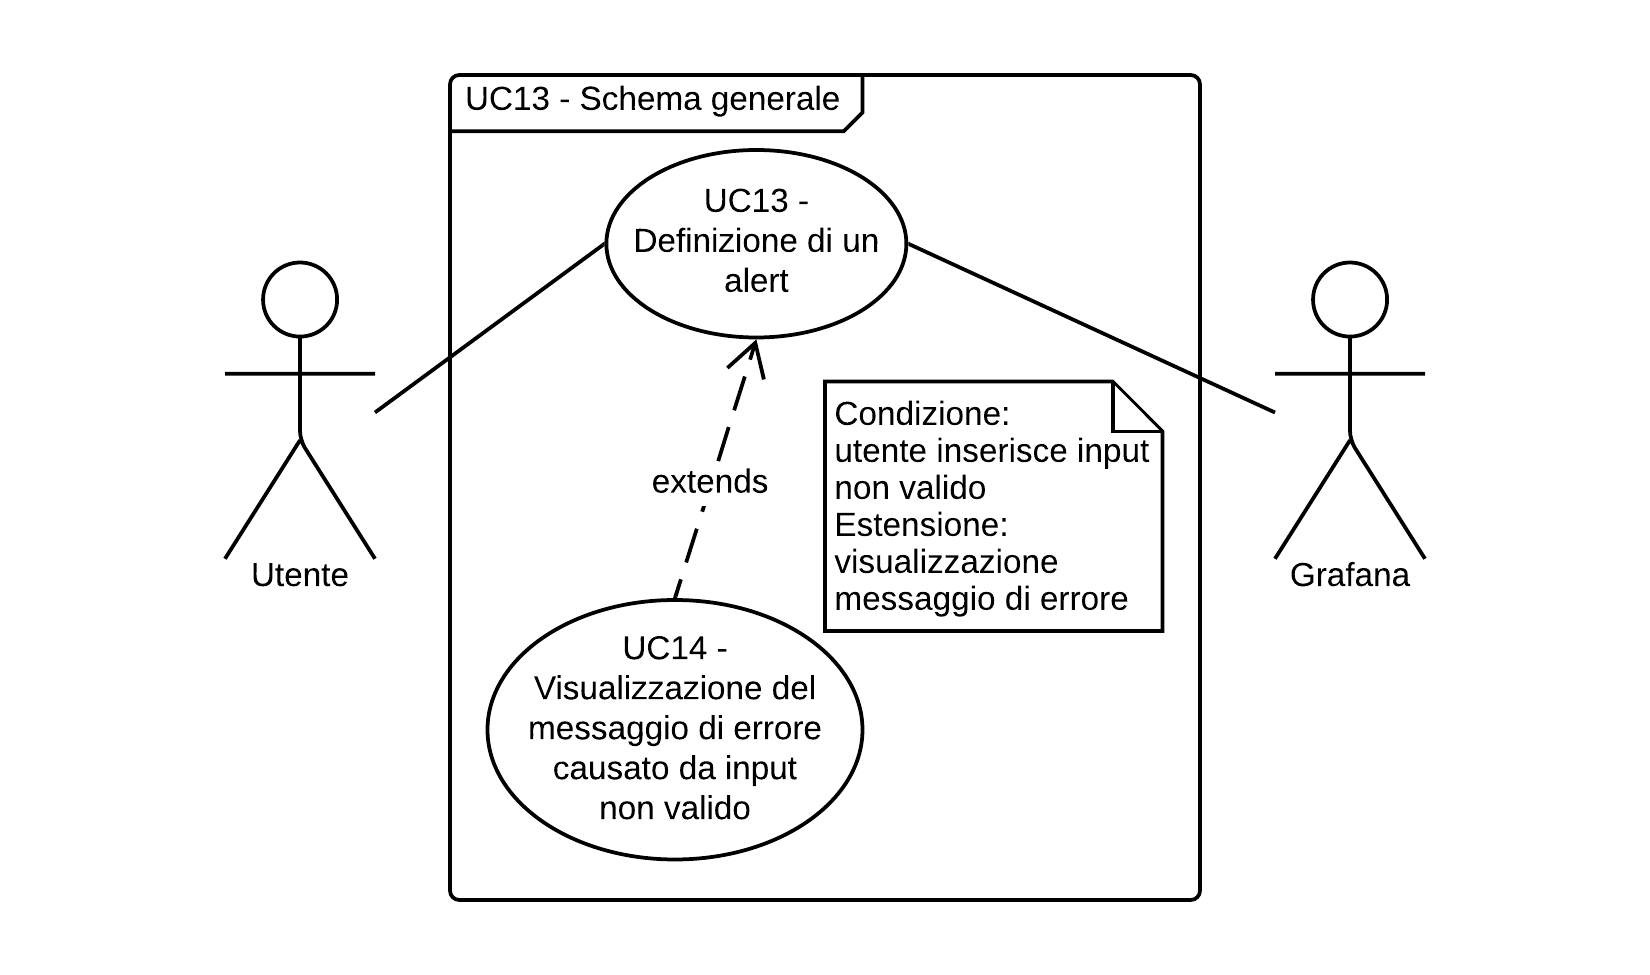 UC13 - Schema generale
UC13 -
Definizione di un
alert
Condizione:
utente inserisce input
non valido
Estensione:
visualizzazione
messaggio di errore
extends
Utente
Grafana
UC14 -
Visualizzazione del
messaggio di errore
causato da input
non valido